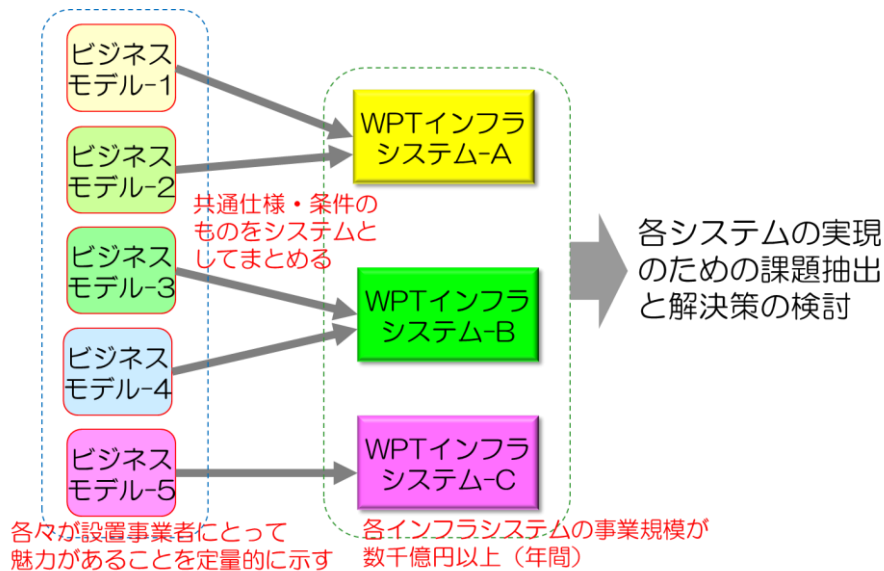 ビジネス
モデル-1
ビジネス
モデル-2
ビジネス
モデル-3
ビジネス
モデル-4
ビジネス
モデル-5
各々が設置事業者にとって
魅力があることを定量的に示す
共通仕様・条件の
ものをシステムと
してまとめる
WPTインフラ
システム-A
WPTインフラ
システム-B
WPTインフラ
システム-C
各インフラシステムの事業規模が
数千億円以上（年間）
各システムの実現
のための課題抽出
と解決策の検討